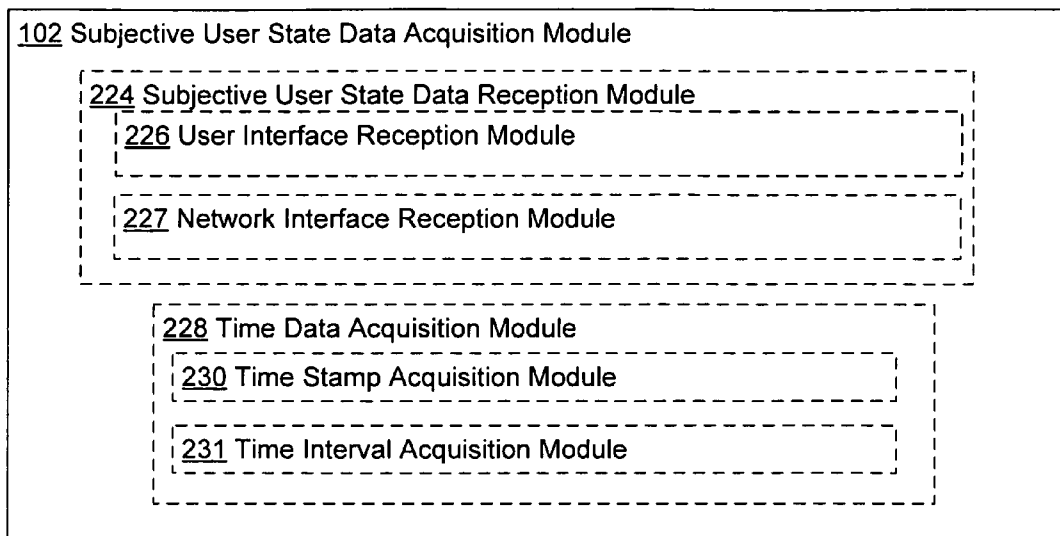 102 Subjective User State Data Acquisition Module
224 Subjective User State Data Reception Module
226 User Interface Reception Module
227 Network Interface Reception Module
228 Time Data Acquisition Module
230 Time Stamp Acquisition Module
231 Time Interval Acquisition Module